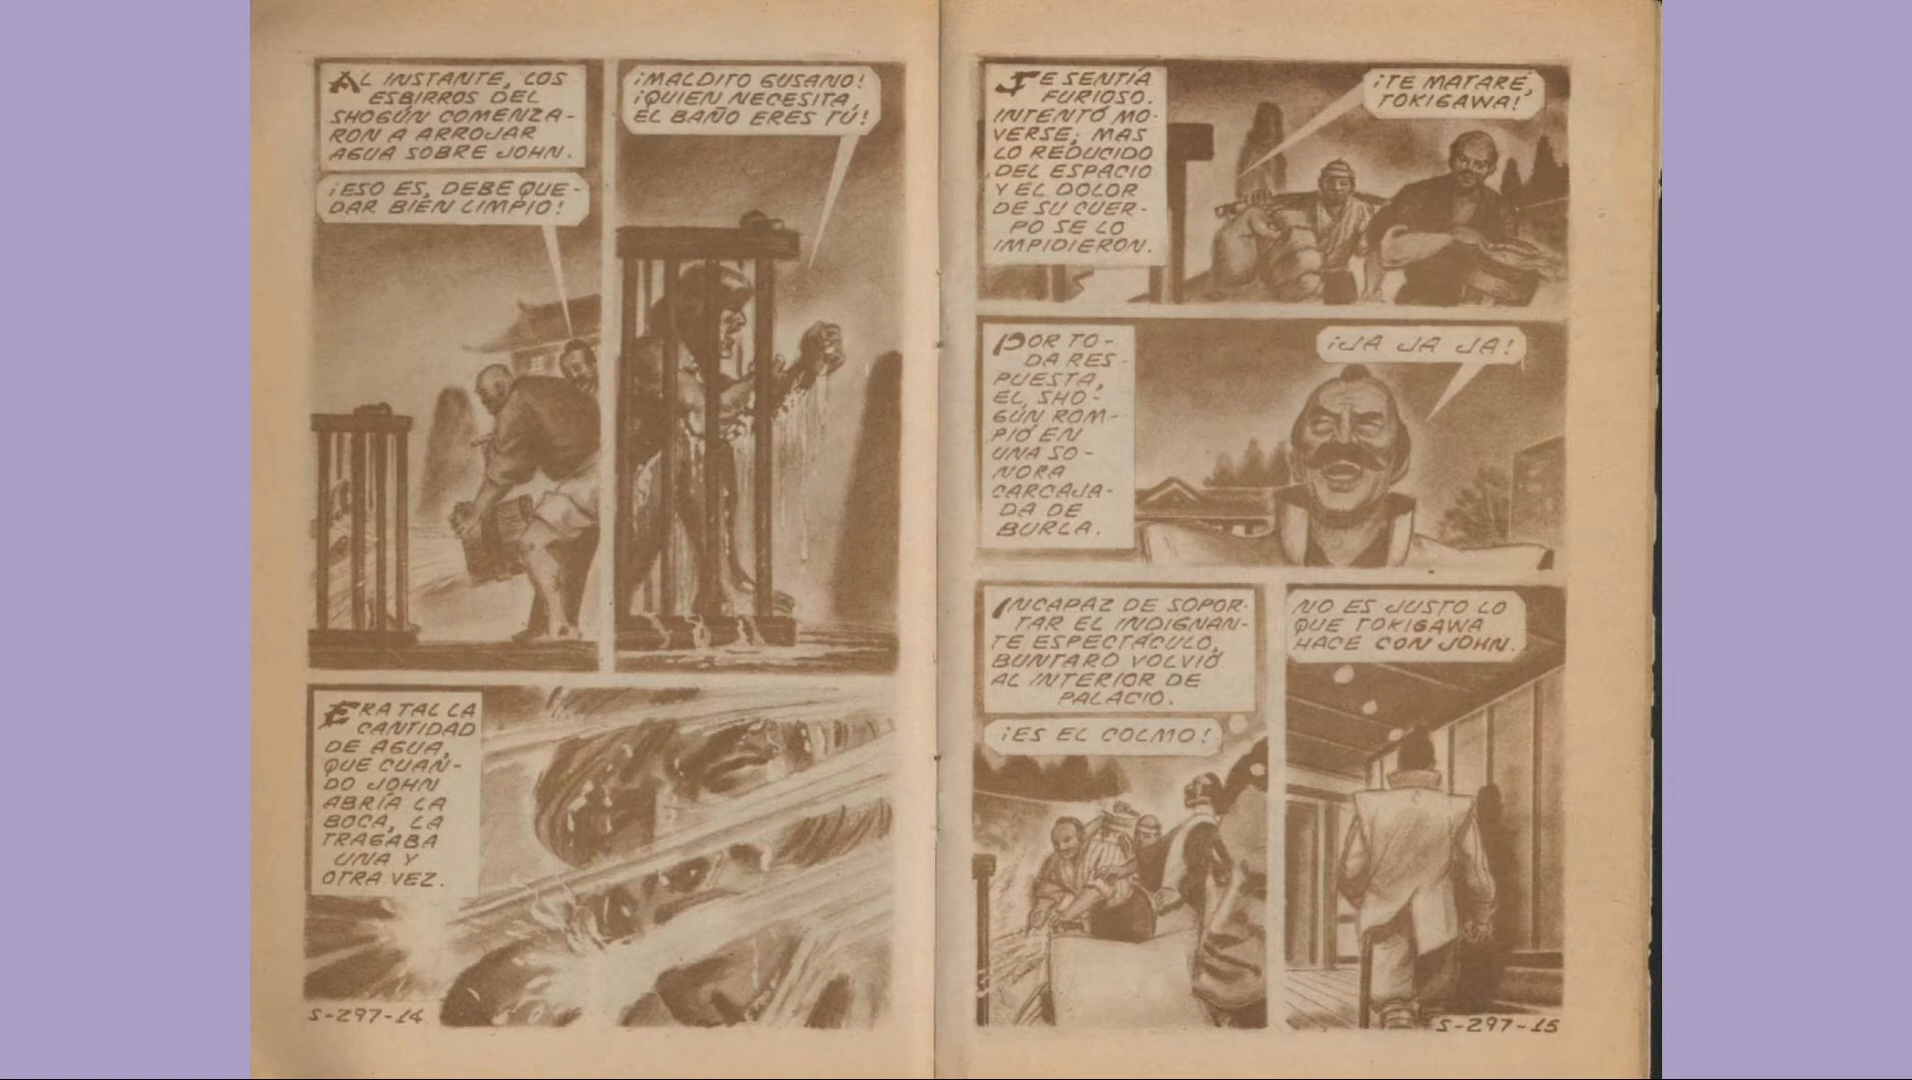 AL INSTANTE, LOS
ESBIRROS DEL
SHOGÚN COMENZA-
RON A ARROJAR
AGUA SOBRE JOHN.
¡ESO ES, DEBE QUE-
DAR BIEN LIMPIO!
¡MALDITO GUSANO!
¡QUIEN NECESITA,
EL BAÑO ERES TÚ!
ERA TAL LA
CANTIDAD
DE AGUA,
QUE CUAN-
DO JOHN
ABRÍA LA
BOCA, LA
TRAGABA
UNA Y
OTRA VEZ.
S-297-14
SE SENTÍA
FURIOSO.
INTENTÓ MO-
VERSE; MAS
LO REDUCIDO
DEL ESPACIO
Y EL DOLOR
DE SU CUER-
PO SE LO
IMPIDIERON.
¡TE MATARÉ,
TOKIGAWA!
POR TO-
DA RES-
PUESTA,
EL SHO-
GÚN ROM-
PIÓ EN
UNA SO-
NORA
CARCAJA-
DA DE
BURLA.
¡JA JA JA!
INCAPAZ DE SOPOR-
TAR EL INDIGNAN-
TE ESPECTÁCULO,
BUNTARO VOLVIÓ
AL INTERIOR DE
PALACIO.
¡ES EL COLMO!
NO ES JUSTO LO
QUE TOKIGAWA
HACE CON JOHN.
S-297-15